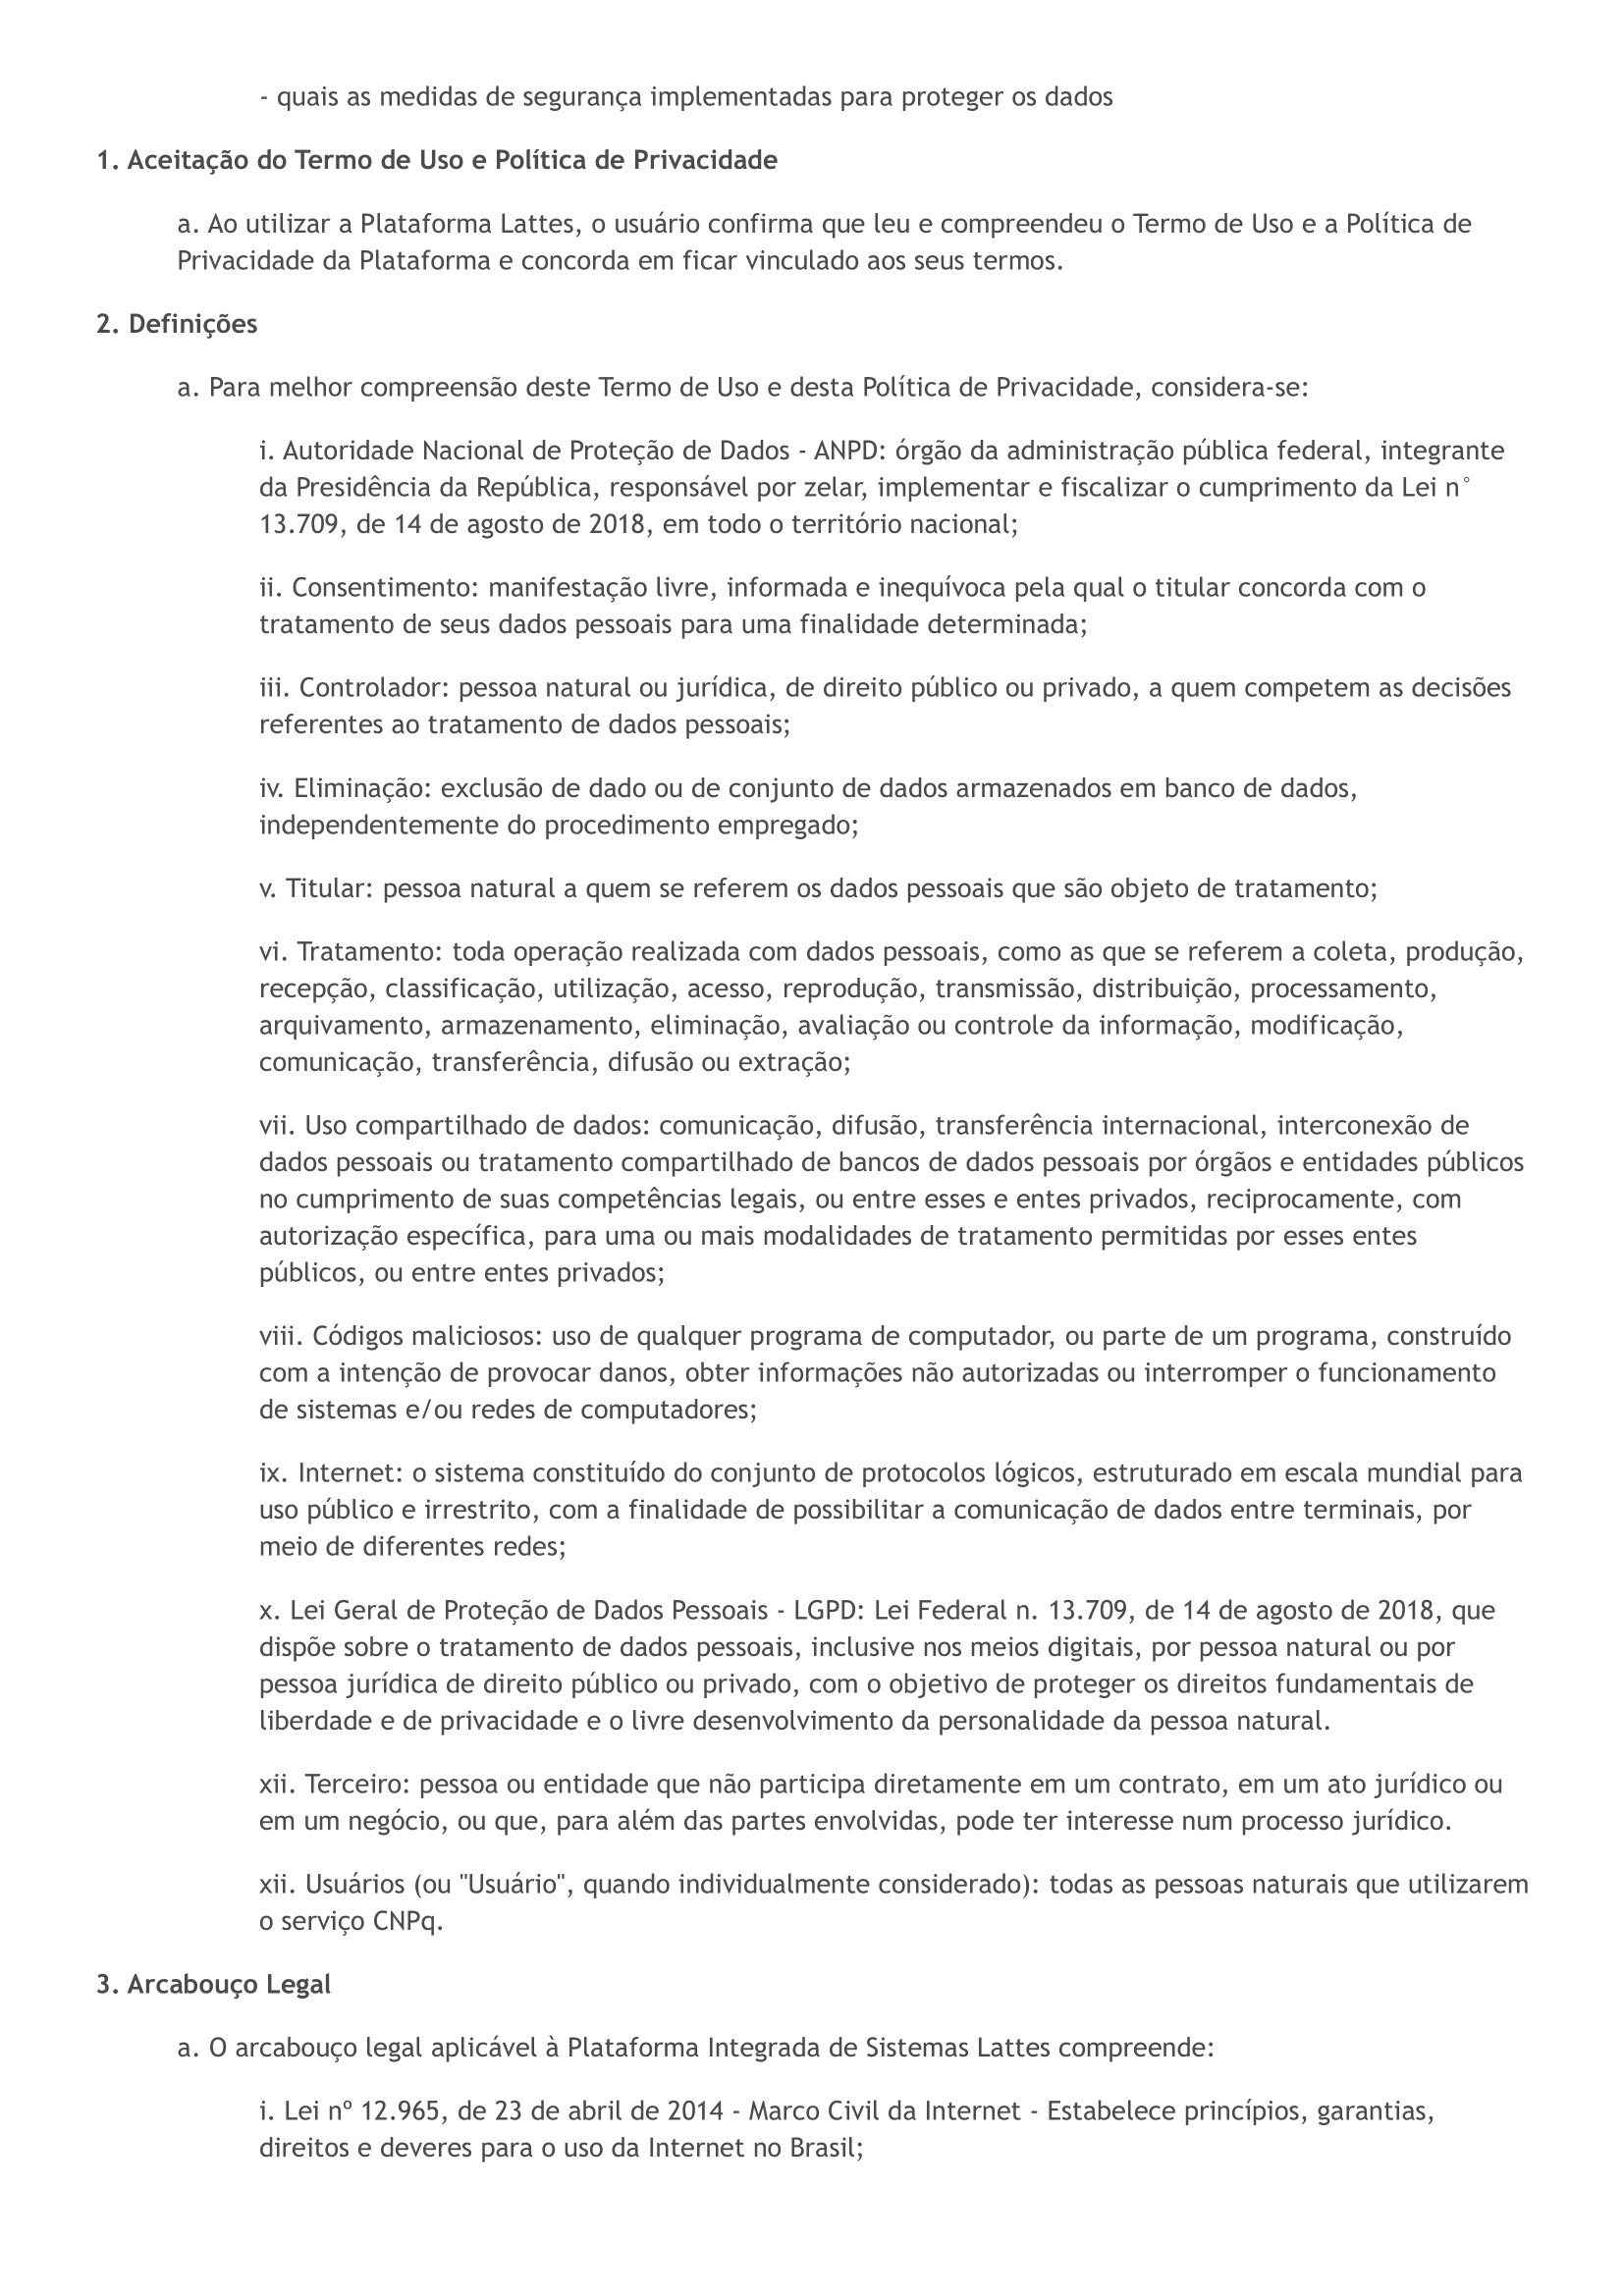 - quais as medidas de segurança implementadas para proteger os dados
1. Aceitação do Termo de Uso e Política de Privacidade
a. Ao utilizar a Plataforma Lattes, o usuário confirma que leu e compreendeu o Termo de Uso e a Política de
Privacidade da Plataforma e concorda em ficar vinculado aos seus termos.
2. Definições
a. Para melhor compreensão deste Termo de Uso e desta Política de Privacidade, considera-se:
i. Autoridade Nacional de Proteção de Dados - ANPD: órgão da administração pública federal, integrante
da Presidência da República, responsável por zelar, implementar e fiscalizar o cumprimento da Lei n°
13.709, de 14 de agosto de 2018, em todo o território nacional;
ii. Consentimento: manifestação livre, informada e inequívoca pela qual o titular concorda com o
tratamento de seus dados pessoais para uma finalidade determinada;
iii. Controlador: pessoa natural ou jurídica, de direito público ou privado, a quem competem as decisões
referentes ao tratamento de dados pessoais;
iv. Eliminação: exclusão de dado ou de conjunto de dados armazenados em banco de dados,
independentemente do procedimento empregado;
v. Titular: pessoa natural a quem se referem os dados pessoais que são objeto de tratamento;
vi. Tratamento: toda operação realizada com dados pessoais, como as que se referem a coleta, produção,
recepção, classificação, utilização, acesso, reprodução, transmissão, distribuição, processamento,
arquivamento, armazenamento, eliminação, avaliação ou controle da informação, modificação,
comunicação, transferência, difusão ou extração;
vii. Uso compartilhado de dados: comunicação, difusão, transferência internacional, interconexão de
dados pessoais ou tratamento compartilhado de bancos de dados pessoais por órgãos e entidades públicos
no cumprimento de suas competências legais, ou entre esses e entes privados, reciprocamente, com
autorização específica, para uma ou mais modalidades de tratamento permitidas por esses entes
públicos, ou entre entes privados;
viii. Códigos maliciosos: uso de qualquer programa de computador, ou parte de um programa, construído
com a intenção de provocar danos, obter informações não autorizadas ou interromper o funcionamento
de sistemas e/ou redes de computadores;
ix. Internet: o sistema constituído do conjunto de protocolos lógicos, estruturado em escala mundial para
uso público e irrestrito, com a finalidade de possibilitar a comunicação de dados entre terminais, por
meio de diferentes redes;
x. Lei Geral de Proteção de Dados Pessoais - LGPD: Lei Federal n. 13.709, de 14 de agosto de 2018, que
dispõe sobre o tratamento de dados pessoais, inclusive nos meios digitais, por pessoa natural ou por
pessoa jurídica de direito público ou privado, com o objetivo de proteger os direitos fundamentais de
liberdade e de privacidade e o livre desenvolvimento da personalidade da pessoa natural.
xii. Terceiro: pessoa ou entidade que não participa diretamente em um contrato, em um ato jurídico ou
em um negócio, ou que, para além das partes envolvidas, pode ter interesse num processo jurídico.
xii. Usuários (ou "Usuário", quando individualmente considerado): todas as pessoas naturais que utilizarem
o serviço CNPq.
3. Arcabouço Legal
a. O arcabouço legal aplicável à Plataforma Integrada de Sistemas Lattes compreende:
i. Lei nº 12.965, de 23 de abril de 2014 - Marco Civil da Internet - Estabelece princípios, garantias,
direitos e deveres para o uso da Internet no Brasil;